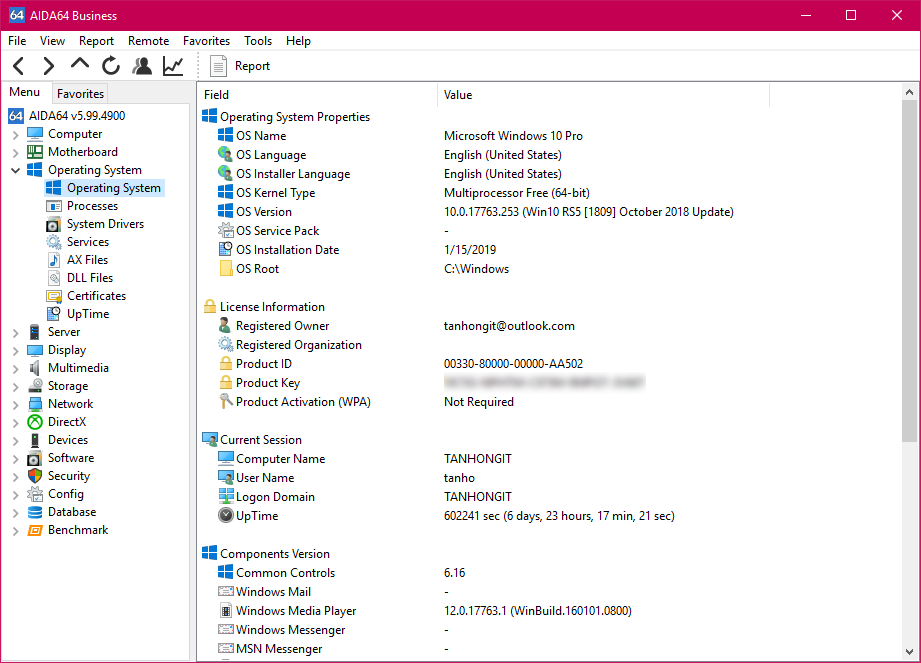 64 AIDA64 Business
File View Report Remote Favorites Tools Help
Report
Menu Favorites
64 AIDA64 v5.99.4900
Computer
Motherboard
Operating System
Operating System
Processes
System Drivers
Services
AX Files
DLL Files
Certificates
UpTime
Server
Display
Multimedia
Storage
Network
DirectX
Devices
Software
Security
Config
Database
Benchmark
Field Value
Operating System Properties
OS Name Microsoft Windows 10 Pro
OS Language English (United States)
OS Installer Language English (United States)
OS Kernel Type Multiprocessor Free (64-bit)
OS Version 10.0.17763.253 (Win10 RS5 [1809] October 2018 Update)
OS Service Pack -
OS Installation Date 1/15/2019
OS Root C:\Windows
License Information
Registered Owner tanhongit@outlook.com
Registered Organization
Product ID 00330-80000-00000-AA502
Product Key
Product Activation (WPA) Not Required
Current Session
Computer Name TANHONGIT
User Name tanho
Logon Domain TANHONGIT
UpTime 602241 sec (6 days, 23 hours, 17 min, 21 sec)
Components Version
Common Controls 6.16
Windows Mail -
Windows Media Player 12.0.17763.1 (WinBuild.160101.0800)
Windows Messenger -
MSN Messenger -